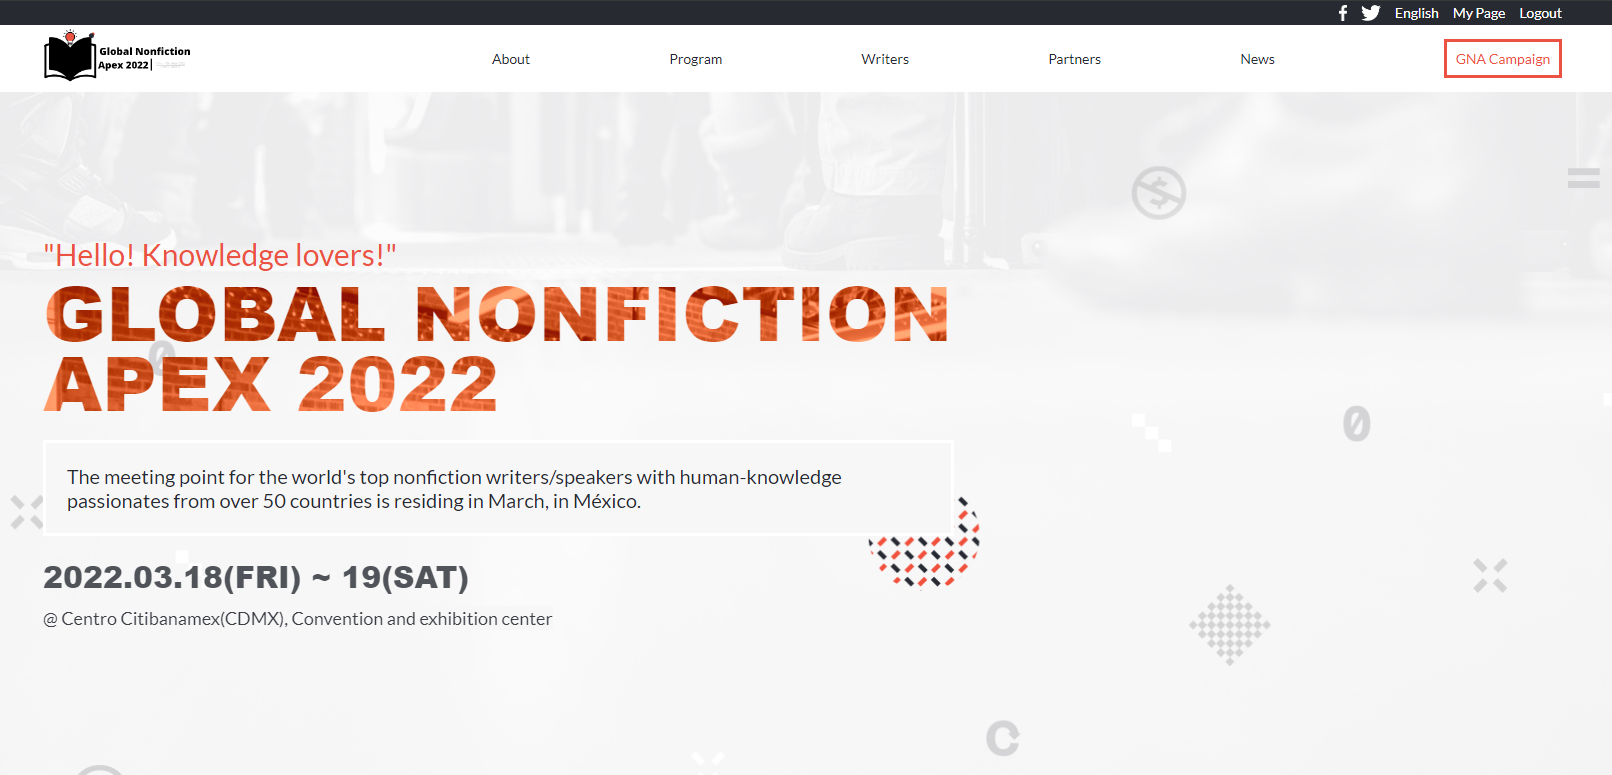 English My Page Logout
Global Nonfiction
Apex 2022 |
About Program Writers Partners News GNA Campaign
"Hello! Knowledge lovers!"
GLOBAL NONFICTION
APEX 2022
The meeting point for the world's top nonfiction writers/speakers with human-knowledge
passionates from over 50 countries is residing in March, in México.
2022.03.18(FRI) ~ 19(SAT)
@ Centro Citibanamex(CDMX), Convention and exhibition center